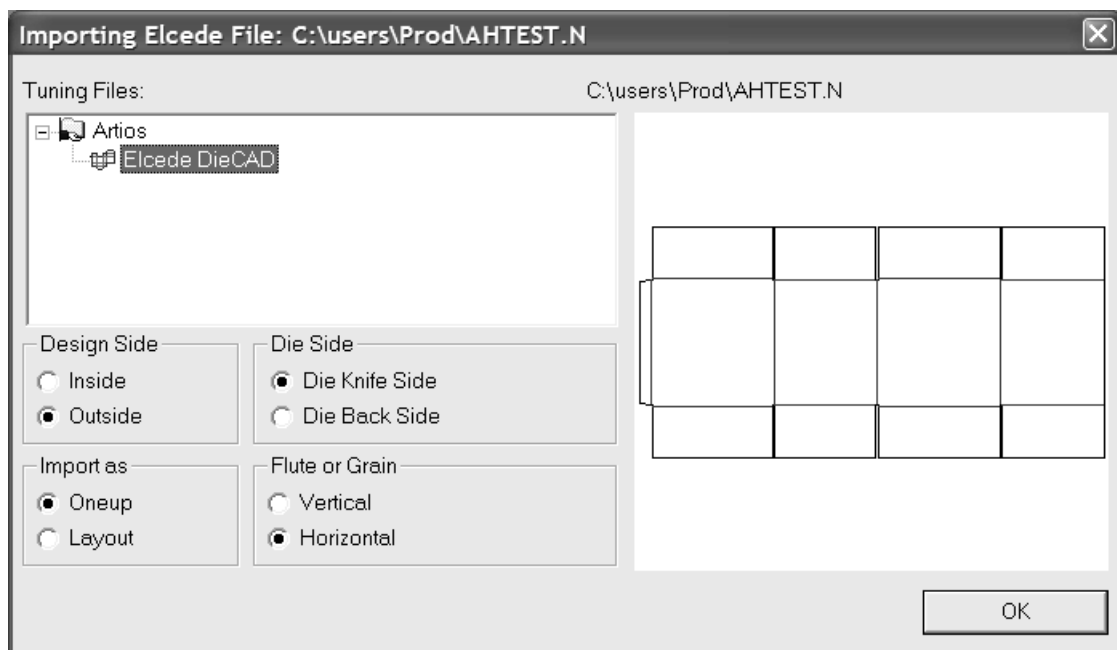 Importing Elcede File: C:\users\Prod\AHTEST.N
Tuning Files:
C:\users\Prod\AHTEST.N
Artios
Elcede DieCAD
Design Side
Inside
Outside
Die Side
Die Knife Side
Die Back Side
Import as
Oneup
Layout
Flute or Grain
Vertical
Horizontal
OK